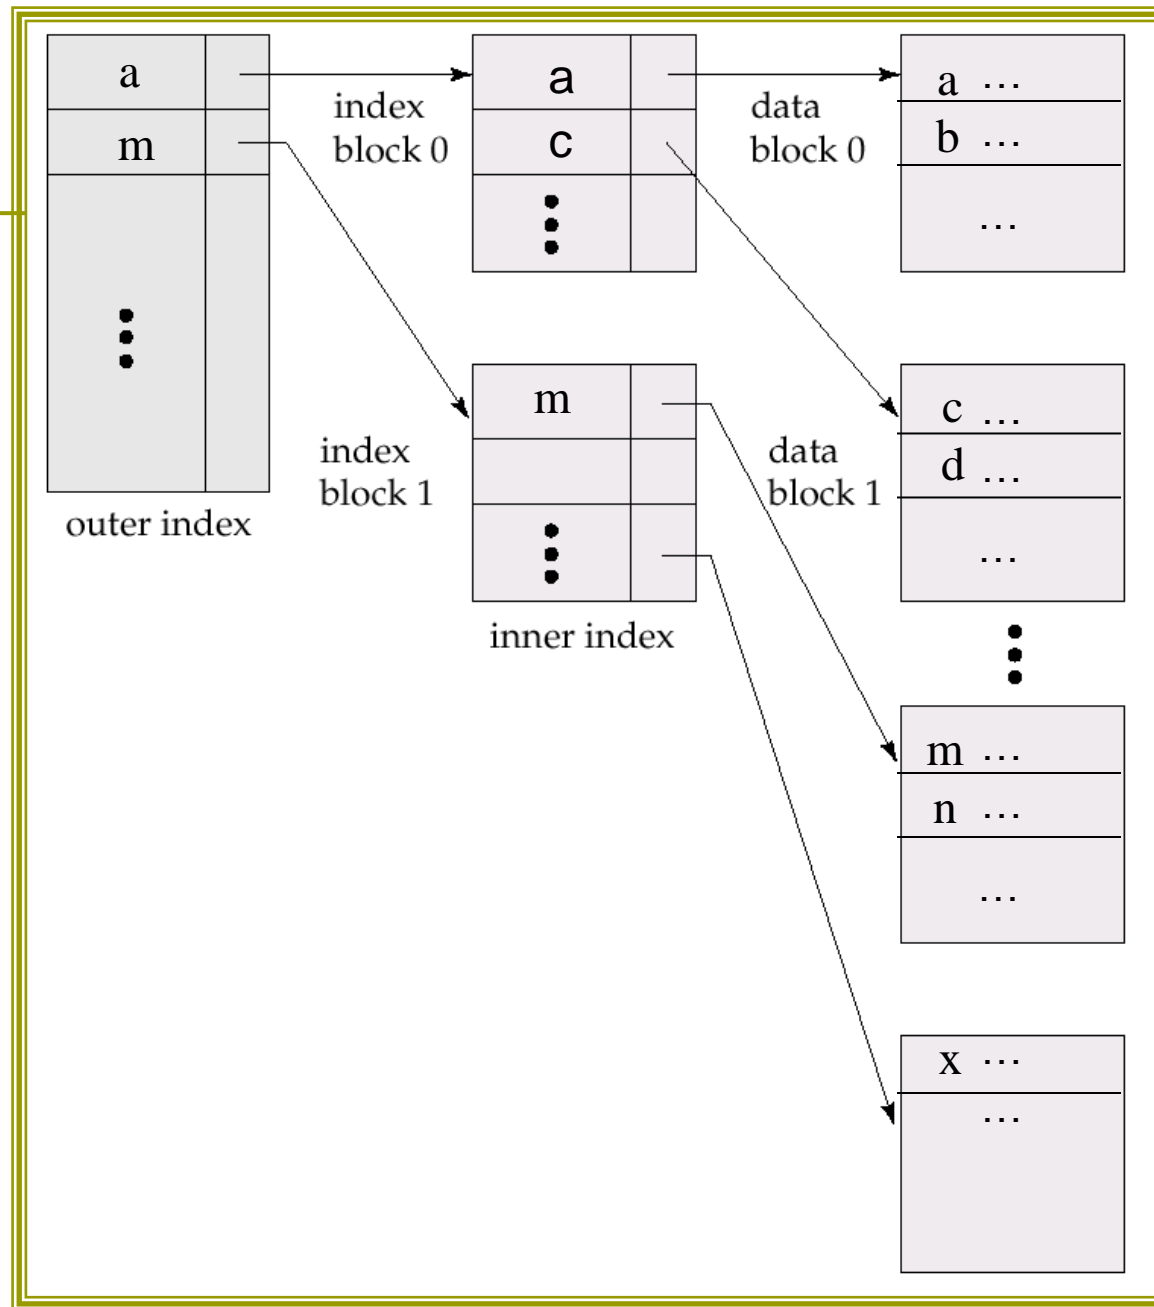 a
m
outer index
index
block 0
a
c
index
block 1
m
inner index
data
block 0
a ...
b ...
...
data
block 1
c ...
d ...
...
m ...
n ...
...
x ...
...